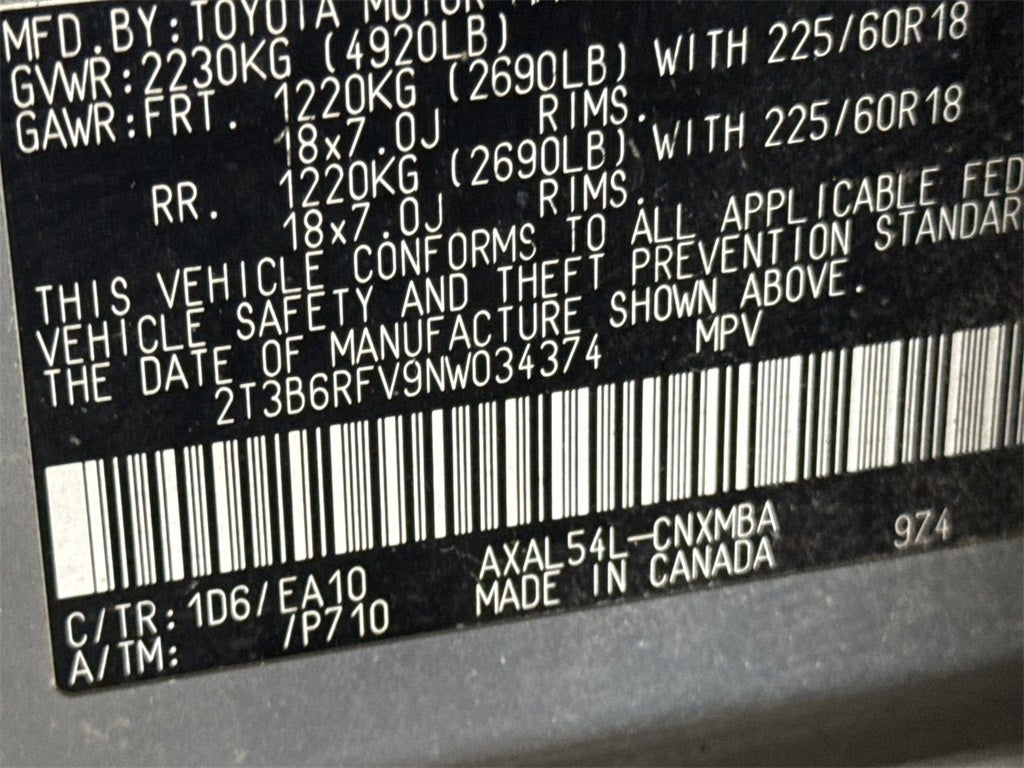 MFD.BY:TOYOTA MOTOR
GVWR:2230KG (4920LB)
GAWR:FRT. 1220KG (2690LB) WITH 225/60R18
18x7.0J RIMS.
RR. 1220KG (2690LB) WITH 225/60R18
18x7.0J RIMS.
THIS VEHICLE CONFORMS TO ALL APPLICABLE FED
VEHICLE SAFETY AND THEFT PREVENTION STANDAR
THE DATE OF MANUFACTURE SHOWN ABOVE.
2T3B6RFV9NW034374 MPV
C/TR:1D6/EA10 AXAL54L-CNXMBA 9Z4
A/TM: /P710 MADE IN CANADA